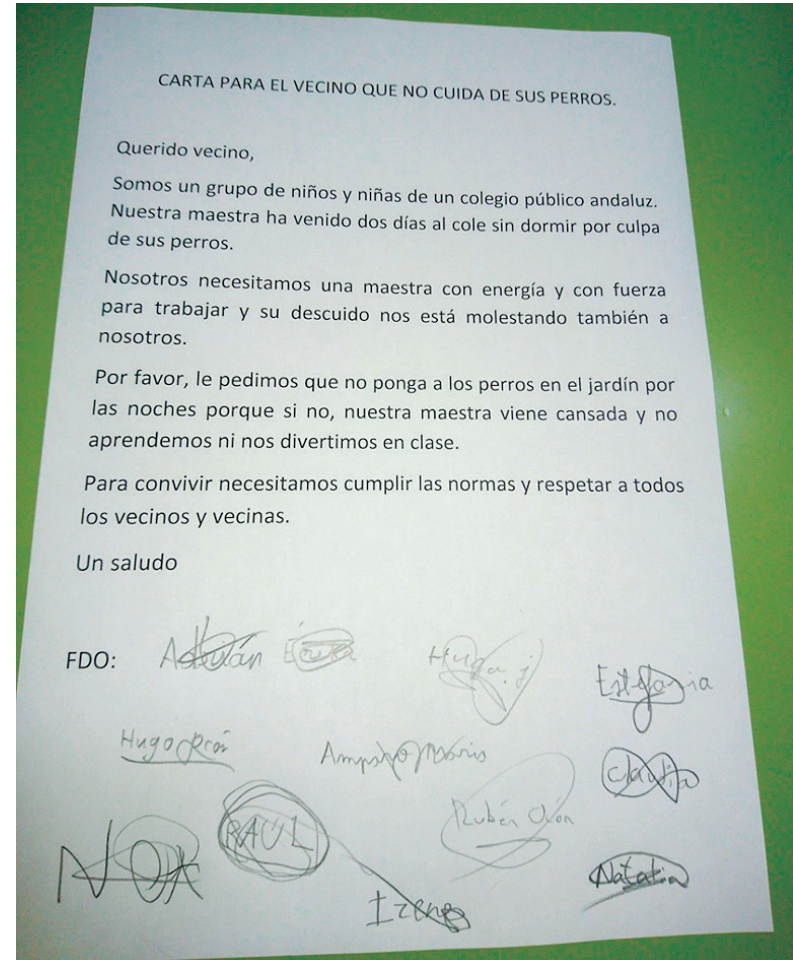 CARTA PARA EL VECINO QUE NO CUIDA DE SUS PERROS.
Querido vecino,
Somos un grupo de niños y niñas de un colegio público andaluz.
Nuestra maestra ha venido dos días al cole sin dormir por culpa
de sus perros.
Nosotros necesitamos una maestra con energía y con fuerza
para trabajar y su descuido nos está molestando también a
nosotros.
Por favor, le pedimos que no ponga a los perros en el jardín por
las noches porque si no, nuestra maestra viene cansada y no
aprendemos ni nos divertimos en clase.
Para convivir necesitamos cumplir las normas y respetar a todos
los vecinos y vecinas.
Un saludo
FDO: Adrián Érika Hugo J
Estefania
Hugo
Claudia
Rubén
RAUL
Natalia
Irene